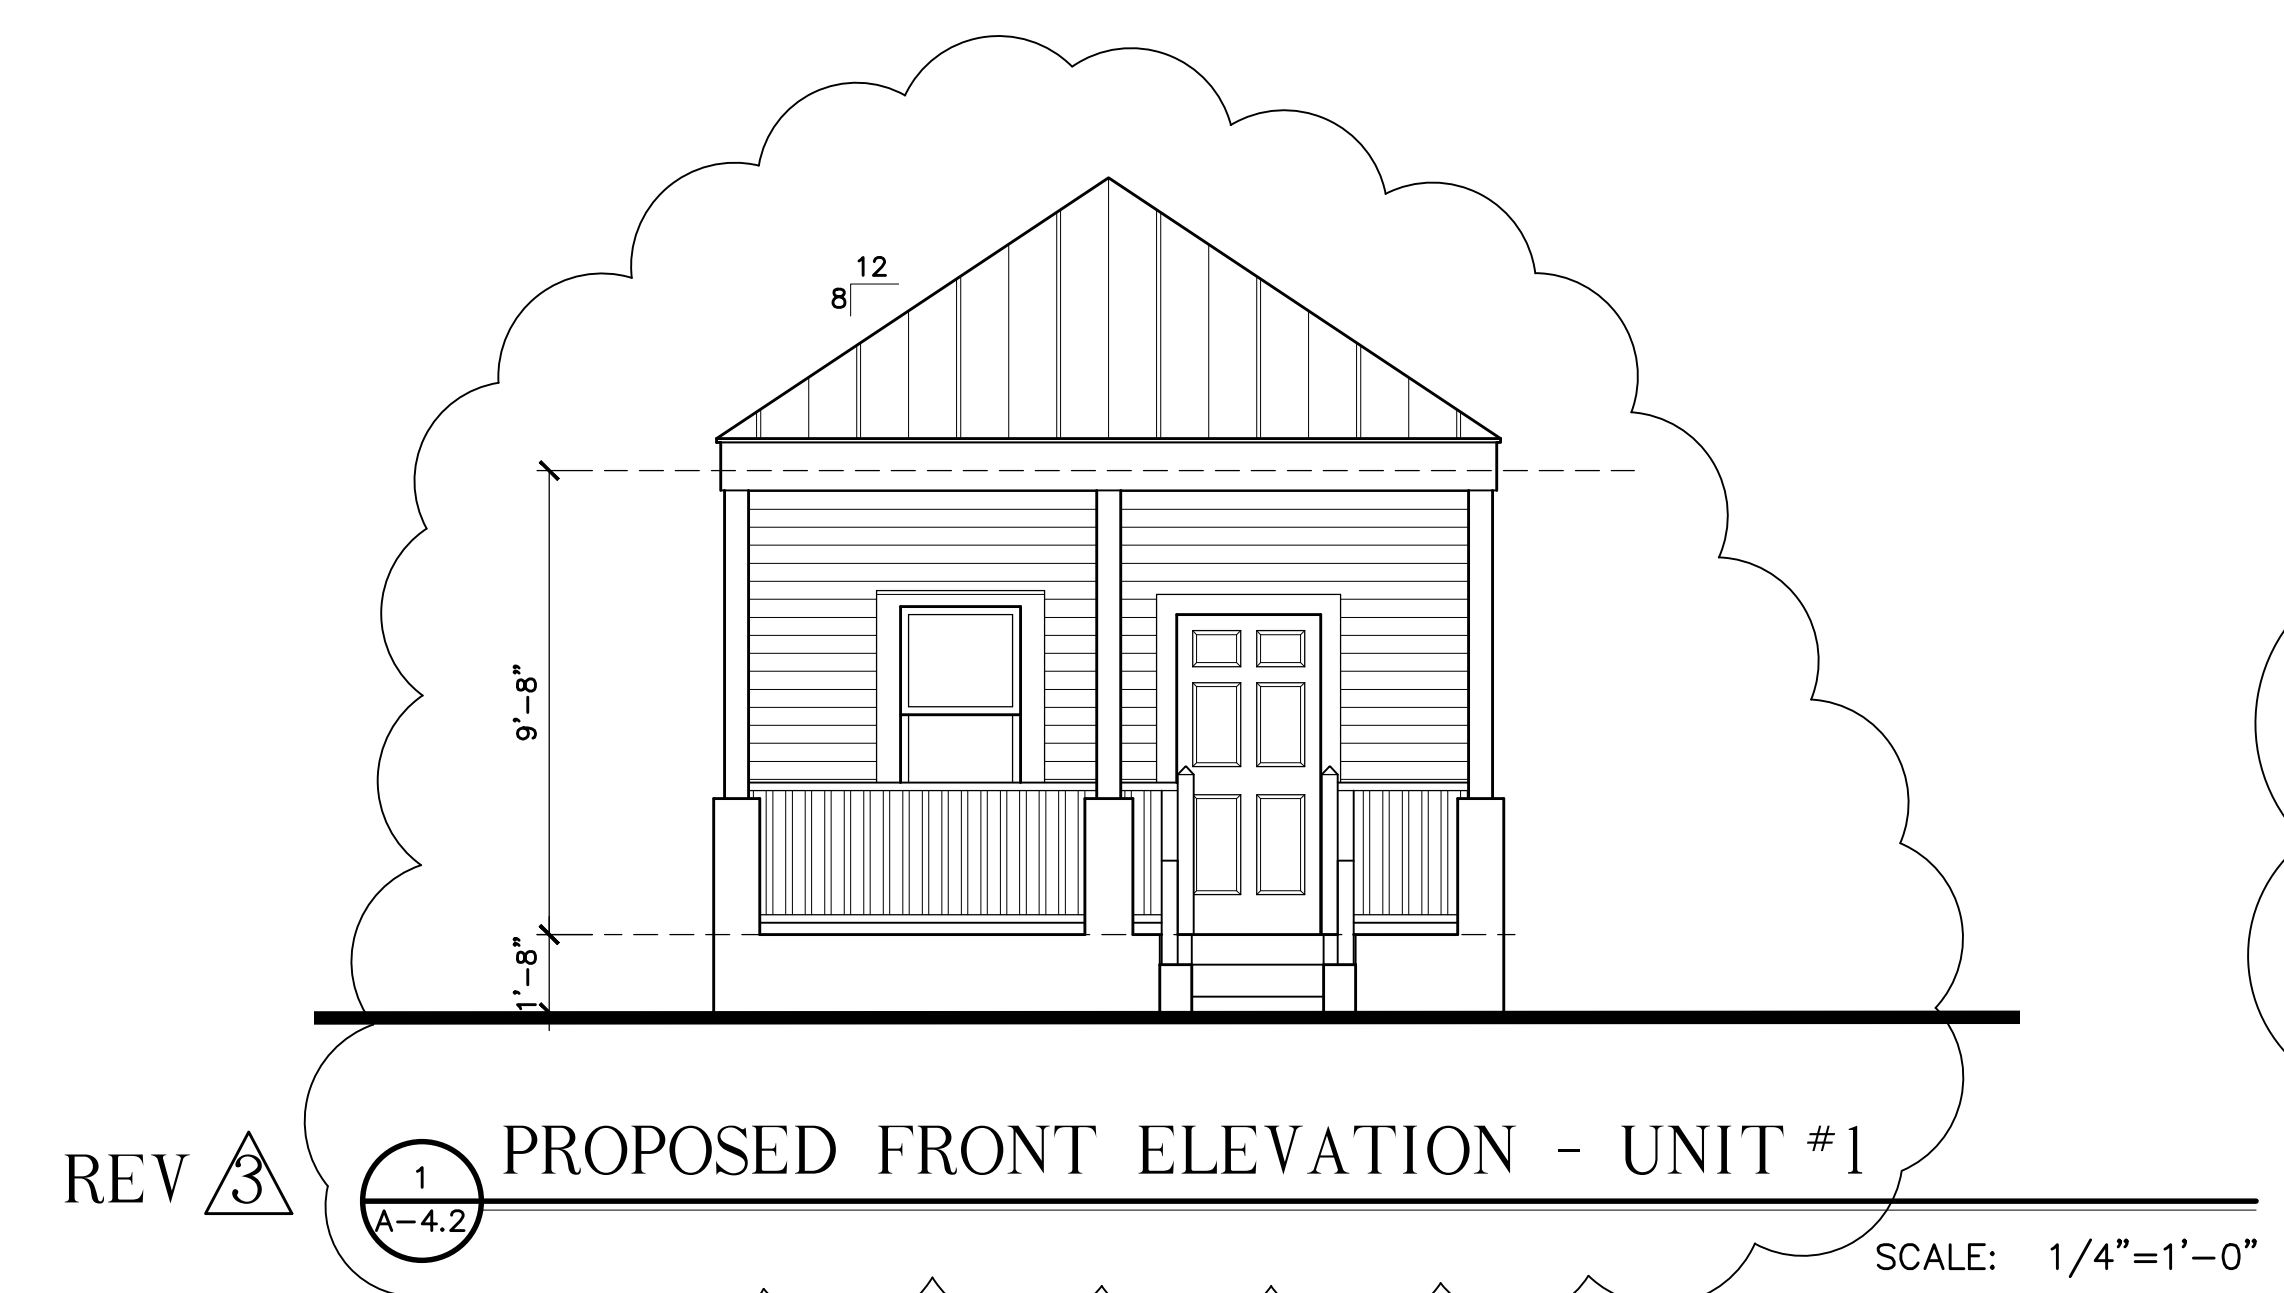 12
8
9'-8"
1'-8"
PROPOSED FRONT ELEVATION - UNIT #1
REV 3
1
A-4.2
SCALE: 1/4"=1'-0"